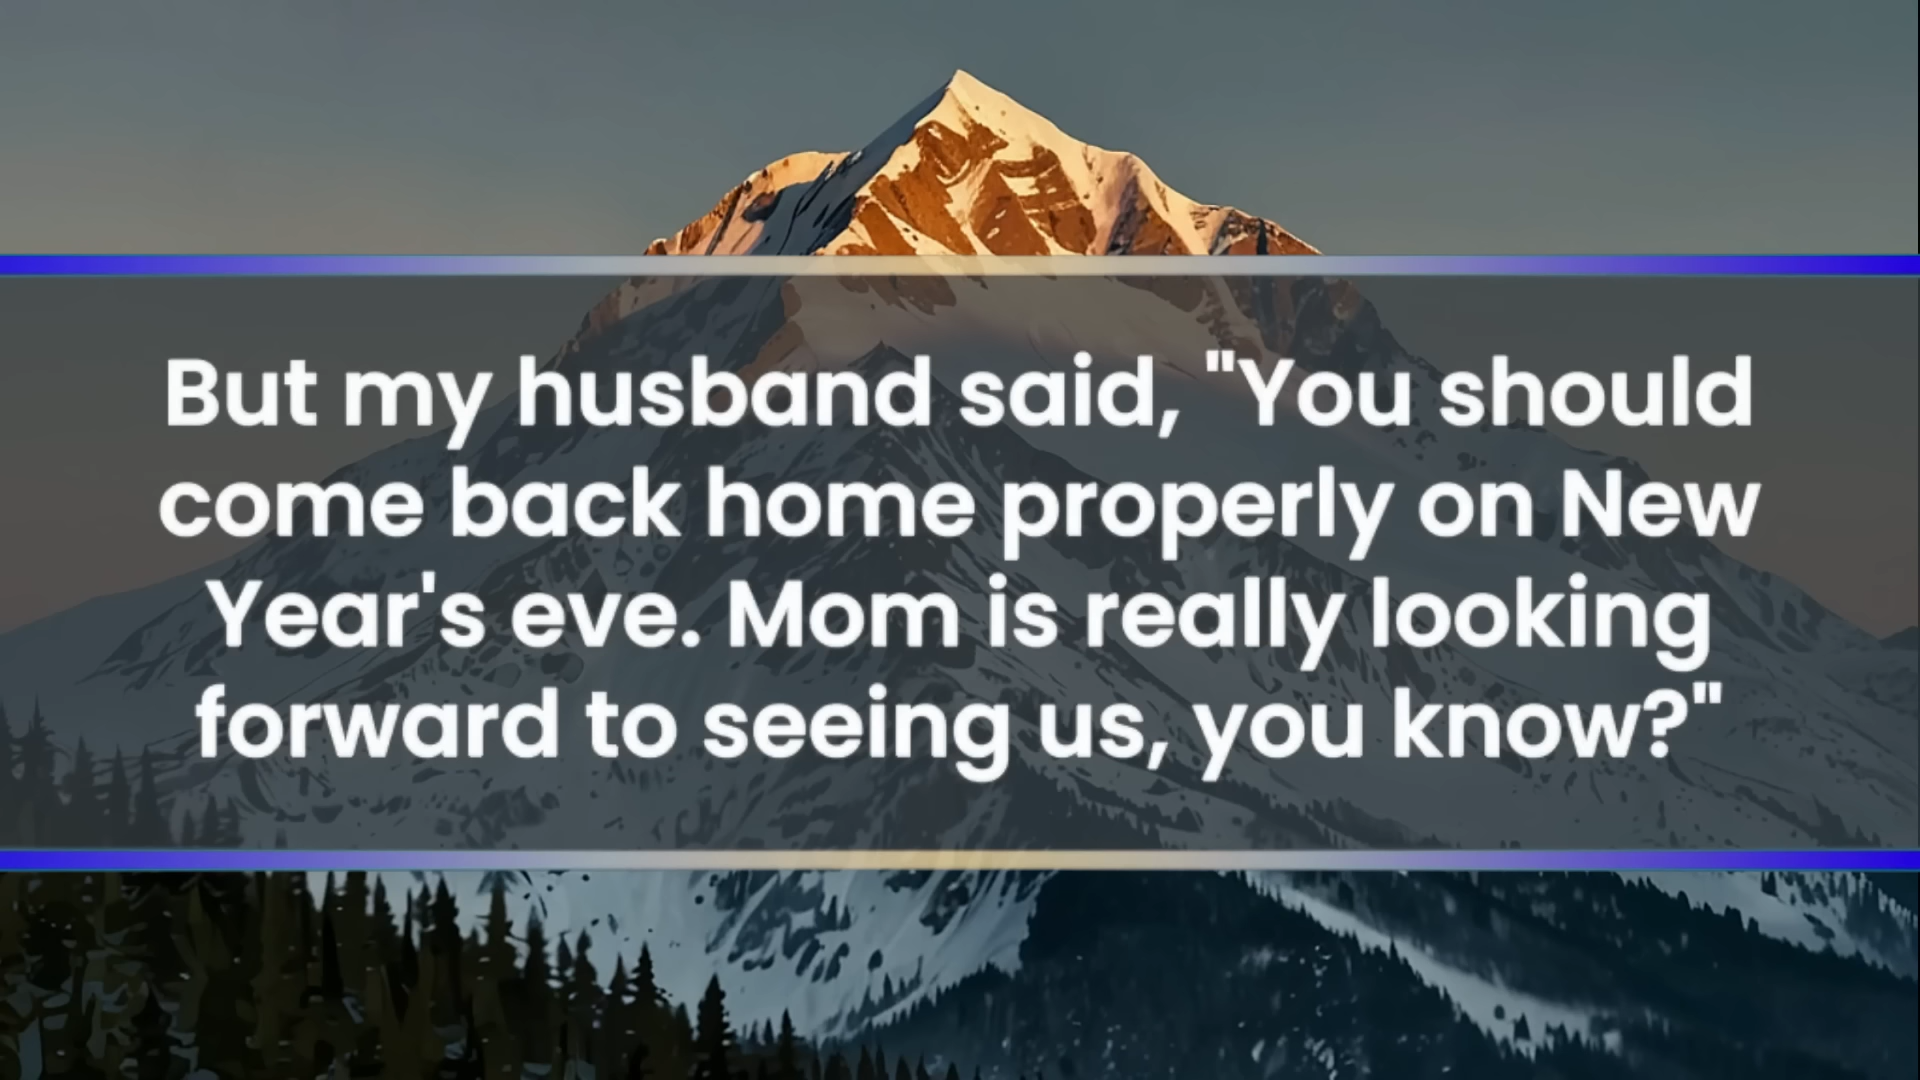 But my husband said, "You should
come back home properly on New
Year's eve. Mom is really looking
forward to seeing us, you know?"